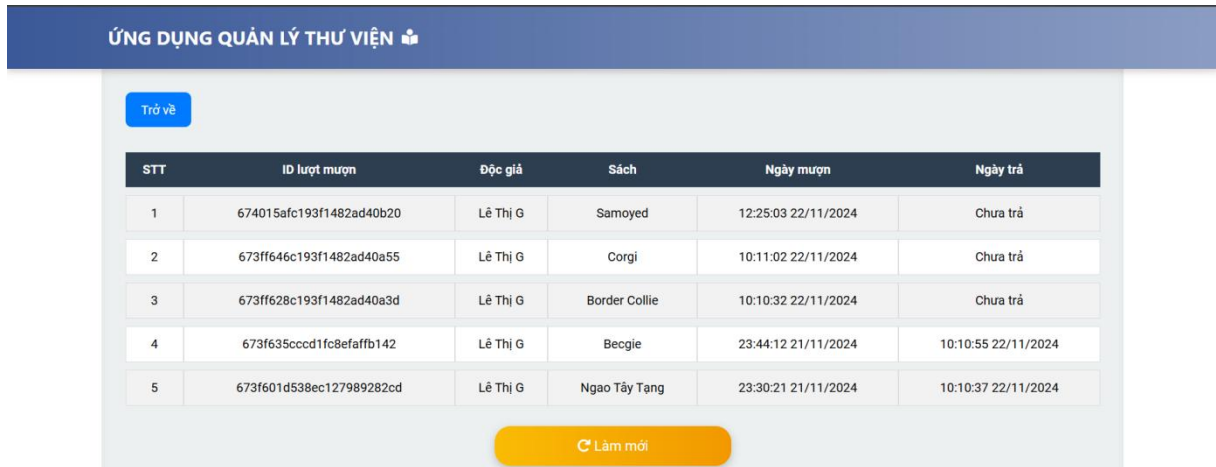 ỨNG DỤNG QUẢN LÝ THƯ VIỆN
Trở về
STT ID lượt mượn Độc giả Sách Ngày mượn Ngày trả
1 674015afc193f1482ad40b20 Lê Thị G Samoyed 12:25:03 22/11/2024 Chưa trả
2 673ff646c193f1482ad40a55 Lê Thị G Corgi 10:11:02 22/11/2024 Chưa trả
3 673ff628c193f1482ad40a3d Lê Thị G Border Collie 10:10:32 22/11/2024 Chưa trả
4 673f635cccd1fc8efaffb142 Lê Thị G Becgie 23:44:12 21/11/2024 10:10:55 22/11/2024
5 673f601d538ec127989282cd Lê Thị G Ngao Tây Tạng 23:30:21 21/11/2024 10:10:37 22/11/2024
Làm mới